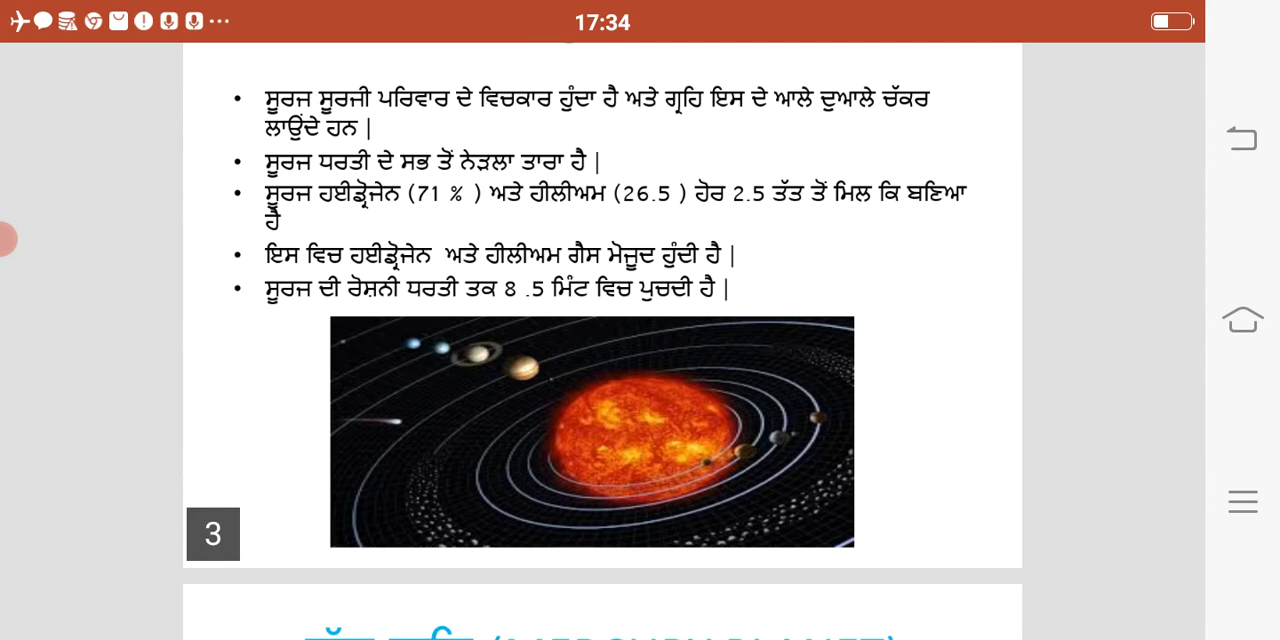 17:34
• ਸੂਰਜ ਸੂਰਜੀ ਪਰਿਵਾਰ ਦੇ ਵਿਚਕਾਰ ਹੁੰਦਾ ਹੈ ਅਤੇ ਗ੍ਰਹਿ ਇਸ ਦੇ ਆਲੇ ਦੁਆਲੇ ਚੱਕਰ
ਲਾਉਂਦੇ ਹਨ |
• ਸੂਰਜ ਧਰਤੀ ਦੇ ਸਭ ਤੋਂ ਨੇੜਲਾ ਤਾਰਾ ਹੈ |
• ਸੂਰਜ ਹਈਡ੍ਰੋਜੇਨ (71 % ) ਅਤੇ ਹੀਲੀਅਮ (26.5 ) ਹੋਰ 2.5 ਤੱਤ ਤੋਂ ਮਿਲ ਕਿ ਬਣਿਆ
ਹੈ
• ਇਸ ਵਿਚ ਹਈਡ੍ਰੋਜੇਨ ਅਤੇ ਹੀਲੀਅਮ ਗੈਸ ਮੋਜੂਦ ਹੁੰਦੀ ਹੈ |
• ਸੂਰਜ ਦੀ ਰੋਸ਼ਨੀ ਧਰਤੀ ਤਕ 8 .5 ਮਿੰਟ ਵਿਚ ਪੁਚਦੀ ਹੈ |
3